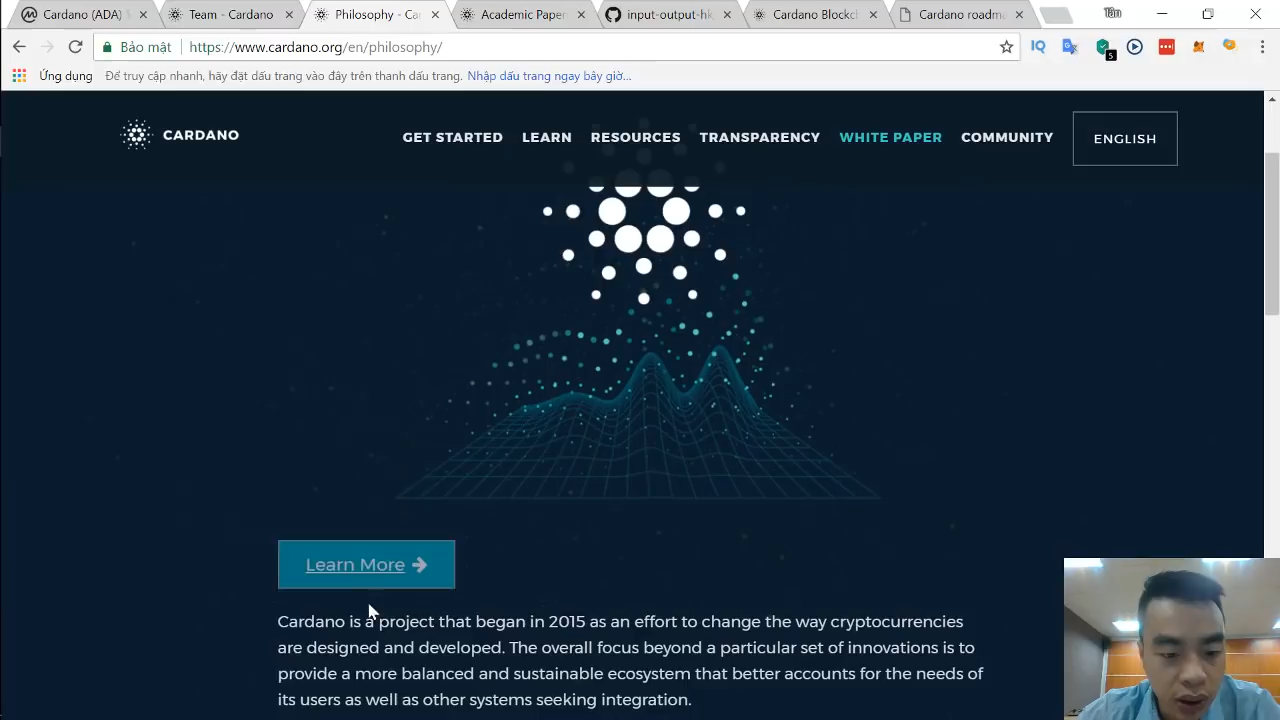 Cardano (ADA)
Team - Cardano
Philosophy - Ca
Academic Paper
input-output-hk
Cardano Blockc
Cardano roadm
Tân
Bảo mật
https://www.cardano.org/en/philosophy/
IQ
5
Ứng dụng
Để truy cập nhanh, hãy đặt dấu trang vào đây trên thanh dấu trang.
Nhập dấu trang ngay bây giờ...
CARDANO
GET STARTED
LEARN
RESOURCES
TRANSPARENCY
WHITE PAPER
COMMUNITY
ENGLISH
Learn More
Cardano is a project that began in 2015 as an effort to change the way cryptocurrencies
are designed and developed. The overall focus beyond a particular set of innovations is to
provide a more balanced and sustainable ecosystem that better accounts for the needs of
its users as well as other systems seeking integration.